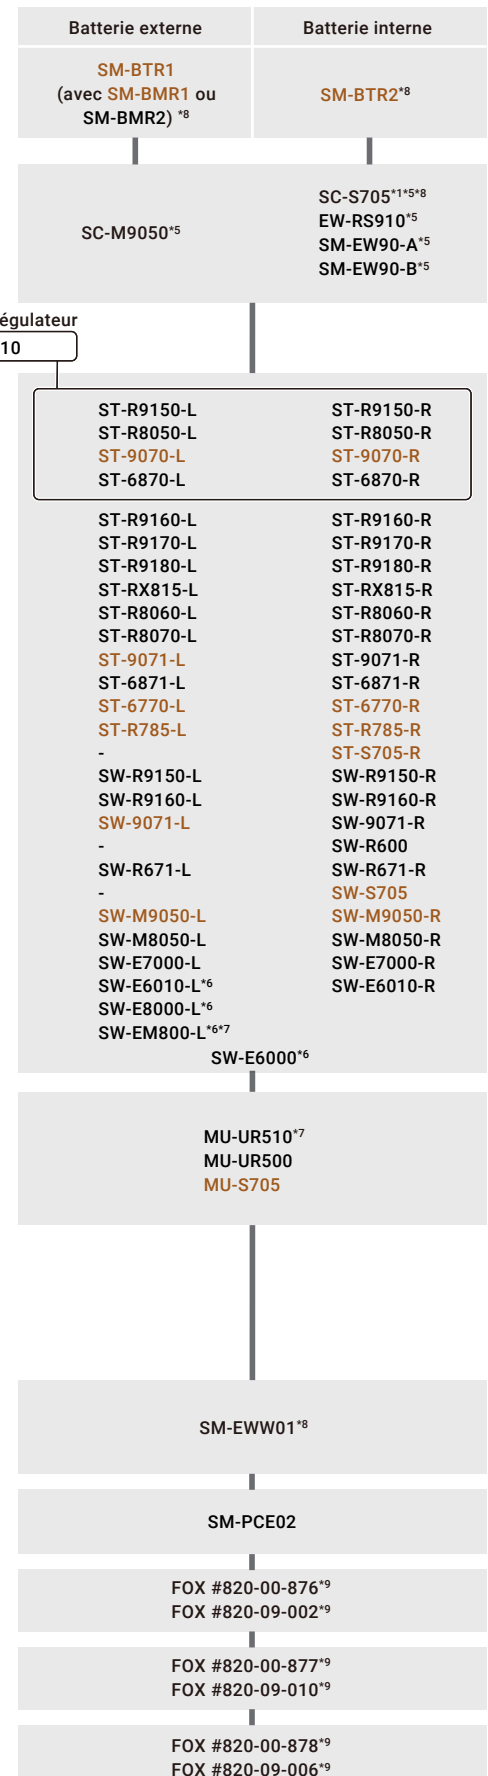 Batterie externe Batterie interne
SM-BTR1
(avec SM-BMR1 ou
SM-BMR2) *8
SM-BTR2*8
SC-M9050*5
SC-S705*1*5*8
EW-RS910*5
SM-EW90-A*5
SM-EW90-B*5
égulateur
10
ST-R9150-L ST-R9150-R
ST-R8050-L ST-R8050-R
ST-9070-L ST-9070-R
ST-6870-L ST-6870-R
ST-R9160-L ST-R9160-R
ST-R9170-L ST-R9170-R
ST-R9180-L ST-R9180-R
ST-RX815-L ST-RX815-R
ST-R8060-L ST-R8060-R
ST-R8070-L ST-R8070-R
ST-9071-L ST-9071-R
ST-6871-L ST-6871-R
ST-6770-L ST-6770-R
ST-R785-L ST-R785-R
- ST-S705-R
SW-R9150-L SW-R9150-R
SW-R9160-L SW-R9160-R
SW-9071-L SW-9071-R
- SW-R600
SW-R671-L SW-R671-R
- SW-S705
SW-M9050-L SW-M9050-R
SW-M8050-L SW-M8050-R
SW-E7000-L SW-E7000-R
SW-E6010-L*6 SW-E6010-R
SW-E8000-L*6
SW-EM800-L*6*7
SW-E6000*6
MU-UR510*7
MU-UR500
MU-S705
SM-EWW01*8
SM-PCE02
FOX #820-00-876*9
FOX #820-09-002*9
FOX #820-00-877*9
FOX #820-09-010*9
FOX #820-00-878*9
FOX #820-09-006*9